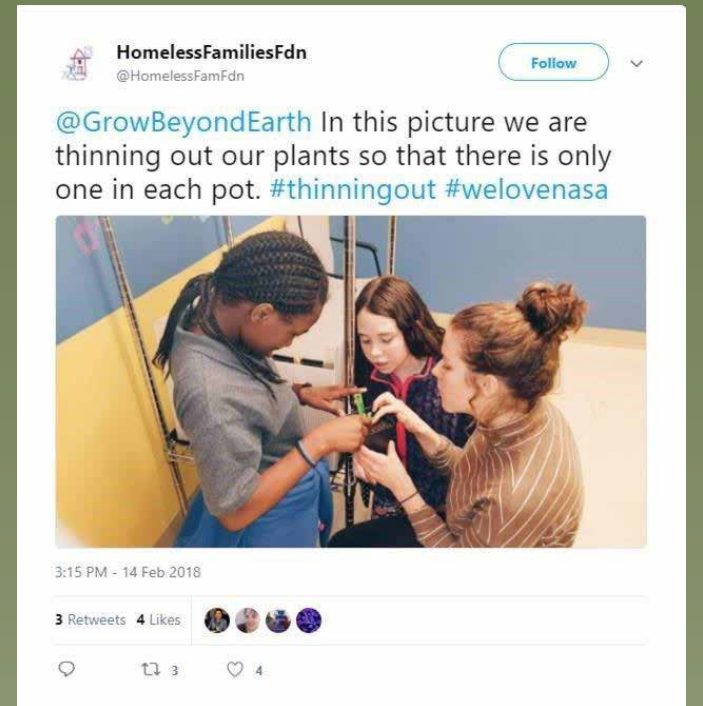 HomelessFamiliesFdn
@HomelessFamFdn
Follow
@GrowBeyondEarth In this picture we are
thinning out our plants so that there is only
one in each pot. #thinningout #welovenasa
3:15 PM - 14 Feb 2018
3 Retweets 4 Likes
3 4